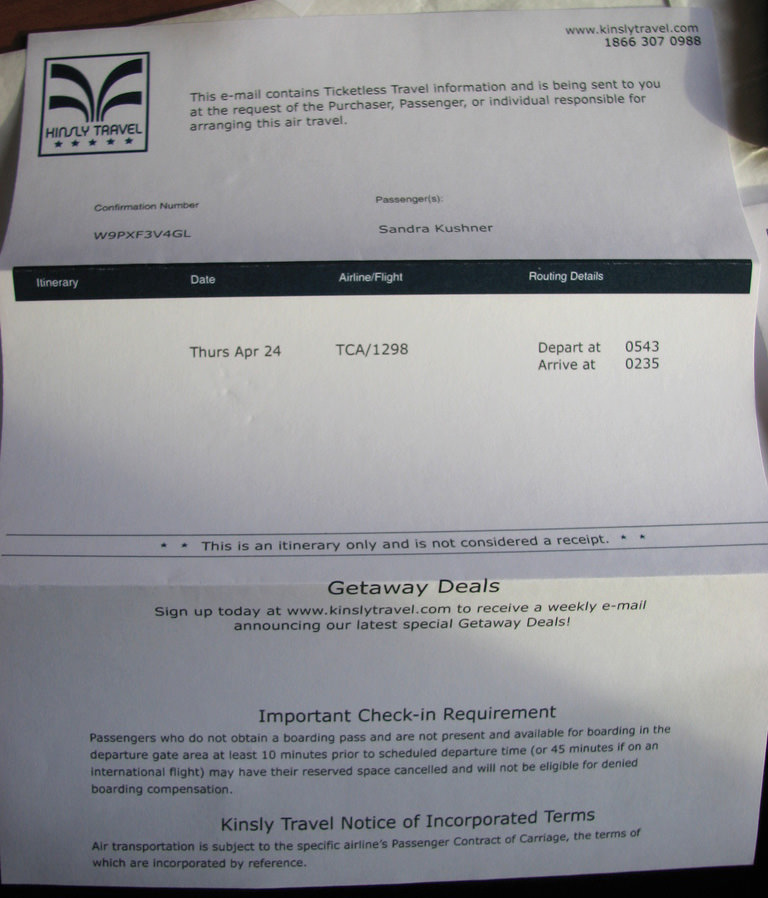 www.kinslytravel.com
1866 307 0988
KINSLY TRAVEL
This e-mail contains Ticketless Travel information and is being sent to you
at the request of the Purchaser, Passenger, or individual responsible for
arranging this air travel.
Confirmation Number
Passenger(s):
W9PXF3V4GL
Sandra Kushner
Itinerary Date Airline/Flight Routing Details
Thurs Apr 24 TCA/1298 Depart at 0543
Arrive at 0235
* * This is an itinerary only and is not considered a receipt. * *
Getaway Deals
Sign up today at www.kinslytravel.com to receive a weekly e-mail
announcing our latest special Getaway Deals!
Important Check-in Requirement
Passengers who do not obtain a boarding pass and are not present and available for boarding in the
departure gate area at least 10 minutes prior to scheduled departure time (or 45 minutes if on an
international flight) may have their reserved space cancelled and will not be eligible for denied
boarding compensation.
Kinsly Travel Notice of Incorporated Terms
Air transportation is subject to the specific airline's Passenger Contract of Carriage, the terms of
which are incorporated by reference.